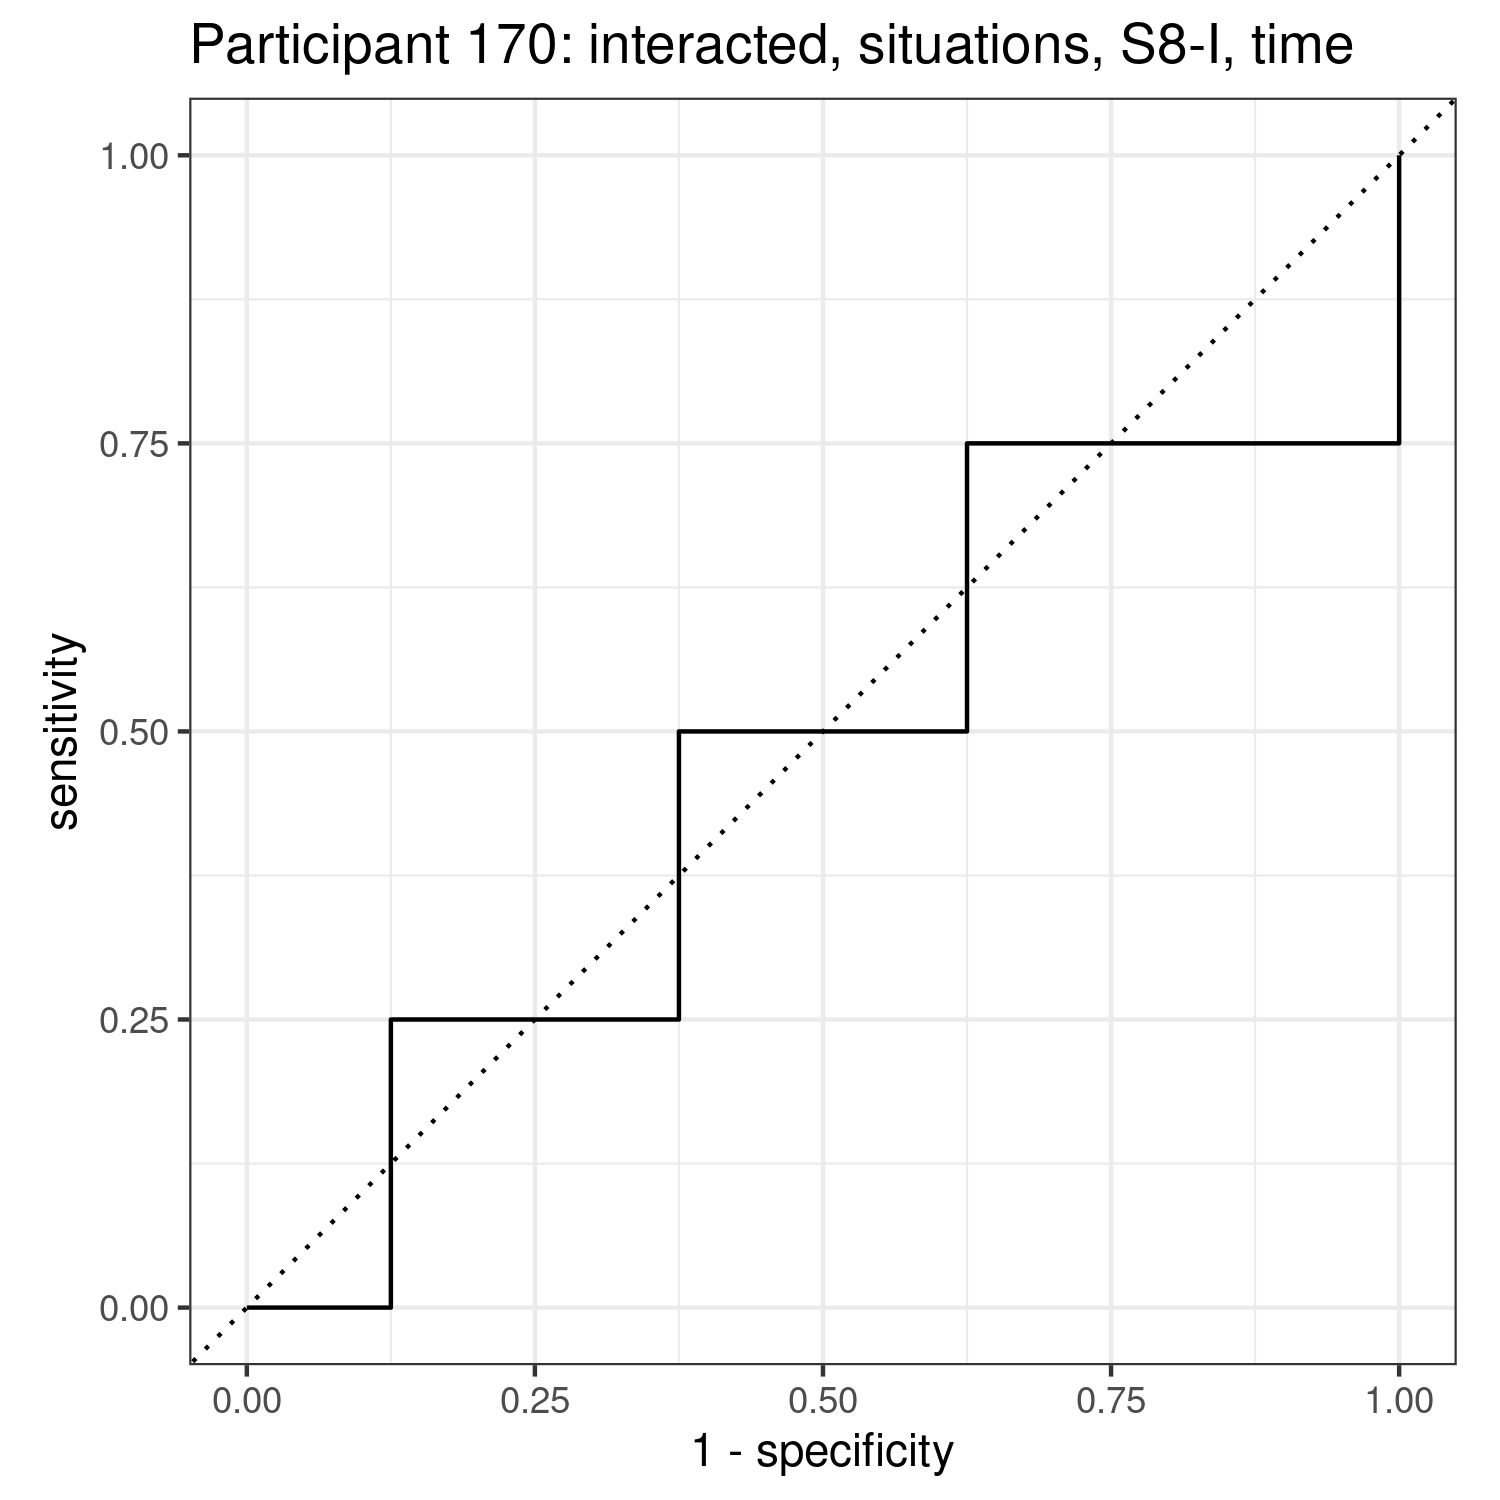 Participant 170: interacted, situations, S8-I, time
1.00
0.75
0.50
0.25
0.00
sensitivity
0.00 0.25 0.50 0.75 1.00
1 - specificity